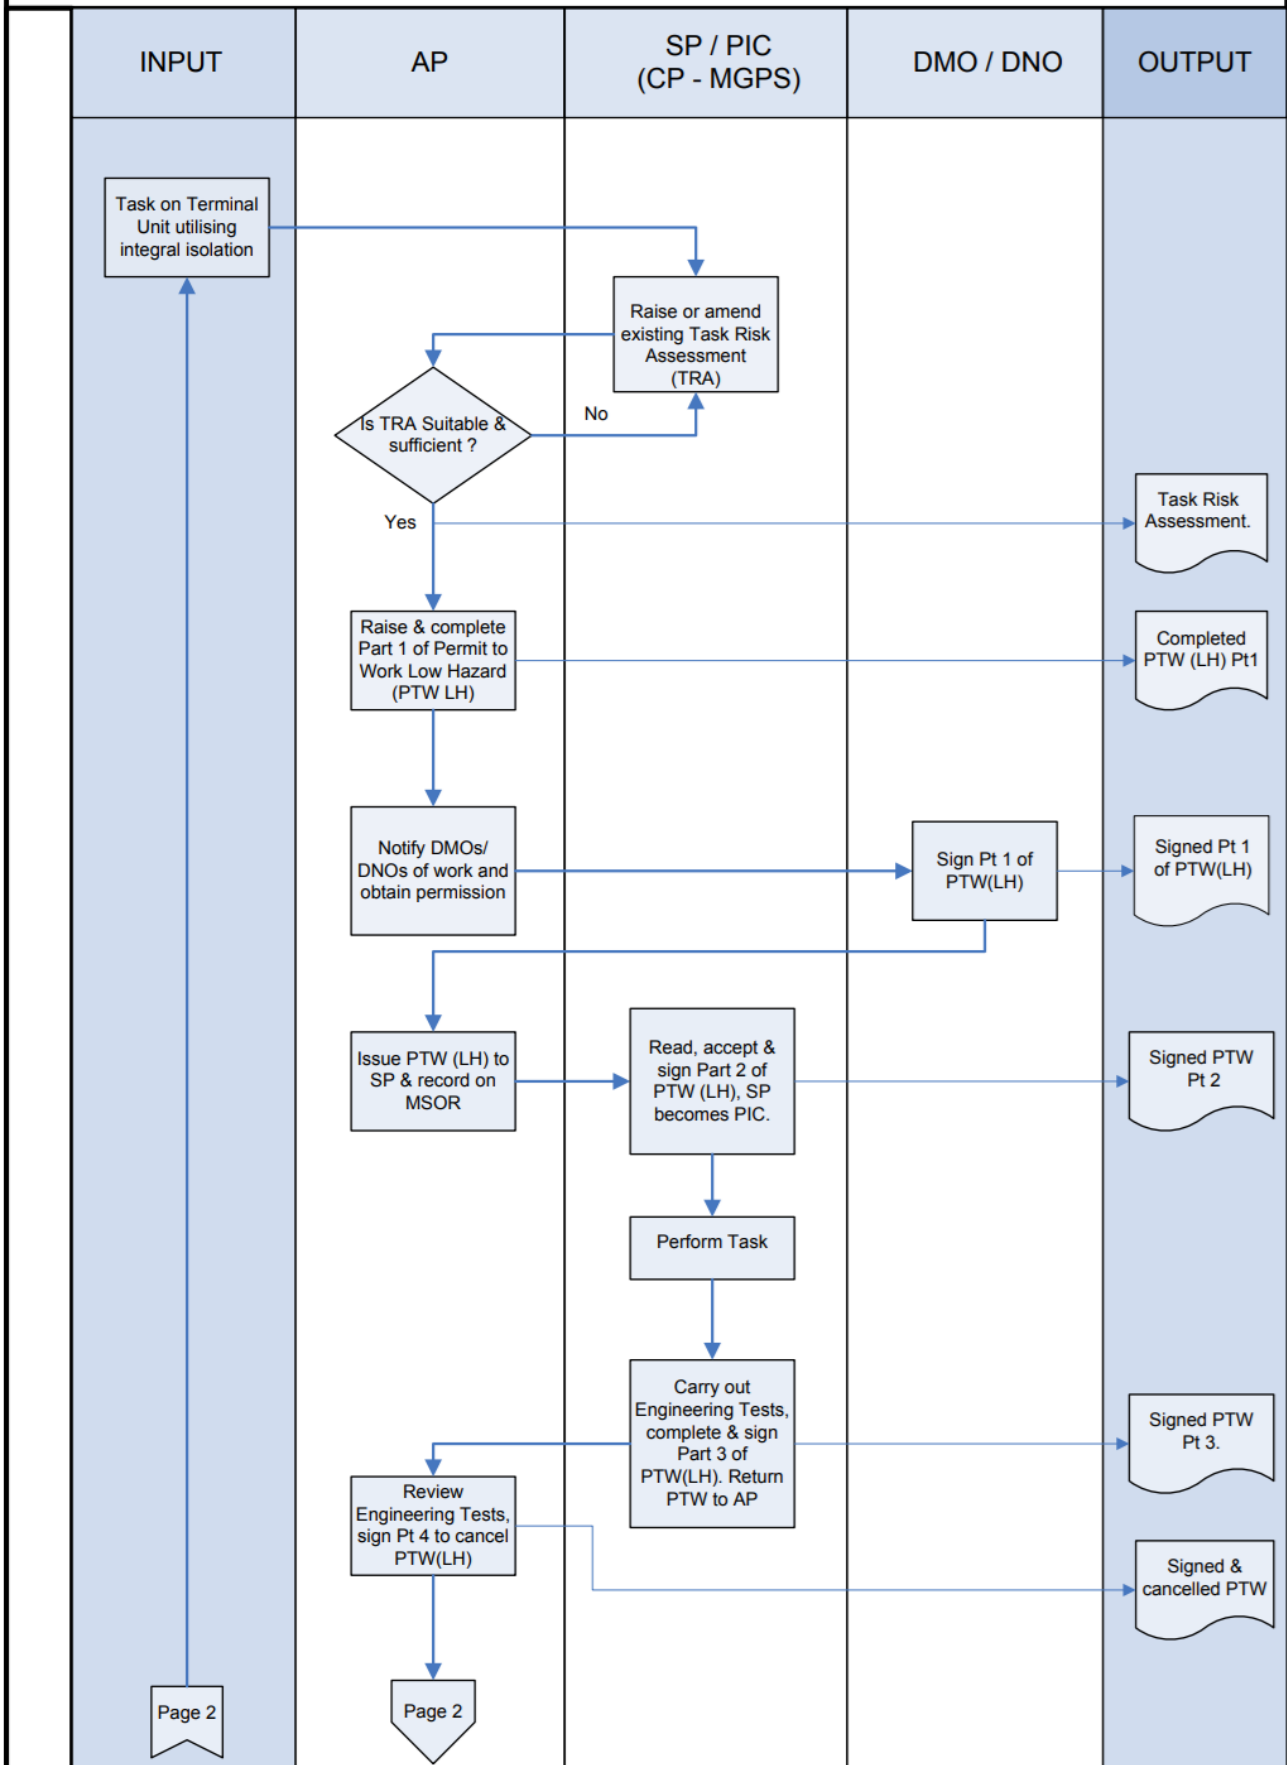 INPUT
AP
SP / PIC
(CP - MGPS)
DMO / DNO
OUTPUT
Task on Terminal
Unit utilising
integral isolation
Raise or amend
existing Task Risk
Assessment
(TRA)
Is TRA Suitable &
sufficient ?
No
Yes
Task Risk
Assessment.
Raise & complete
Part 1 of Permit to
Work Low Hazard
(PTW LH)
Completed
PTW (LH) Pt1
Notify DMOs/
DNOs of work and
obtain permission
Sign Pt 1 of
PTW(LH)
Signed Pt 1
of PTW(LH)
Issue PTW (LH) to
SP & record on
MSOR
Read, accept &
sign Part 2 of
PTW (LH), SP
becomes PIC.
Signed PTW
Pt 2
Perform Task
Carry out
Engineering Tests,
complete & sign
Part 3 of
PTW(LH). Return
PTW to AP
Signed PTW
Pt 3.
Review
Engineering Tests,
sign Pt 4 to cancel
PTW(LH)
Signed &
cancelled PTW
Page 2
Page 2